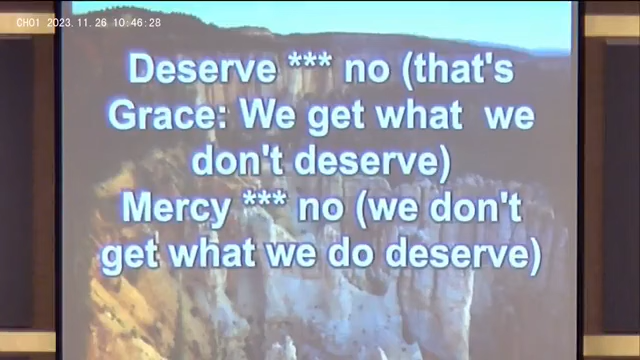 CH01 2023.11.26 10:46:28
Deserve *** no (that's
Grace: We get what we
don't deserve)
Mercy *** no (we don't
get what we do deserve)